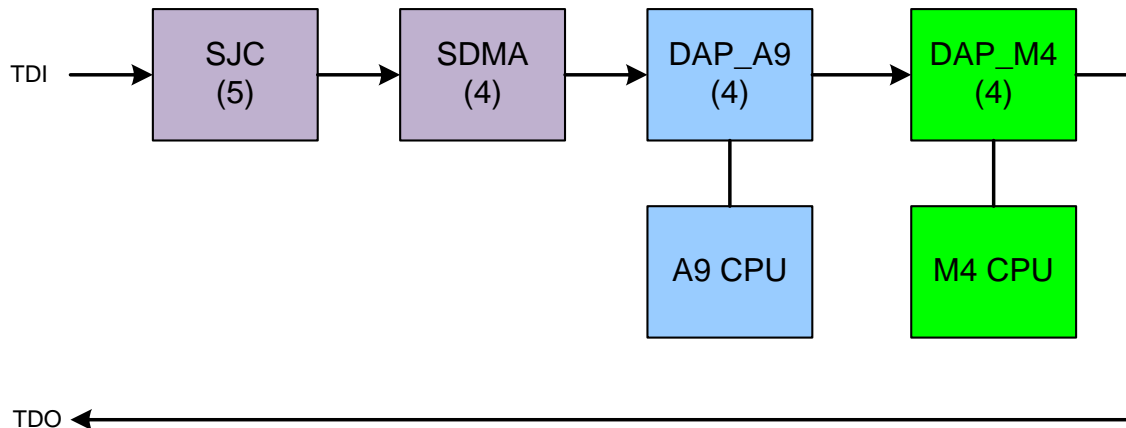 TDI
SJC
(5)
SDMA
(4)
DAP_A9
(4)
DAP_M4
(4)
A9 CPU
M4 CPU
TDO